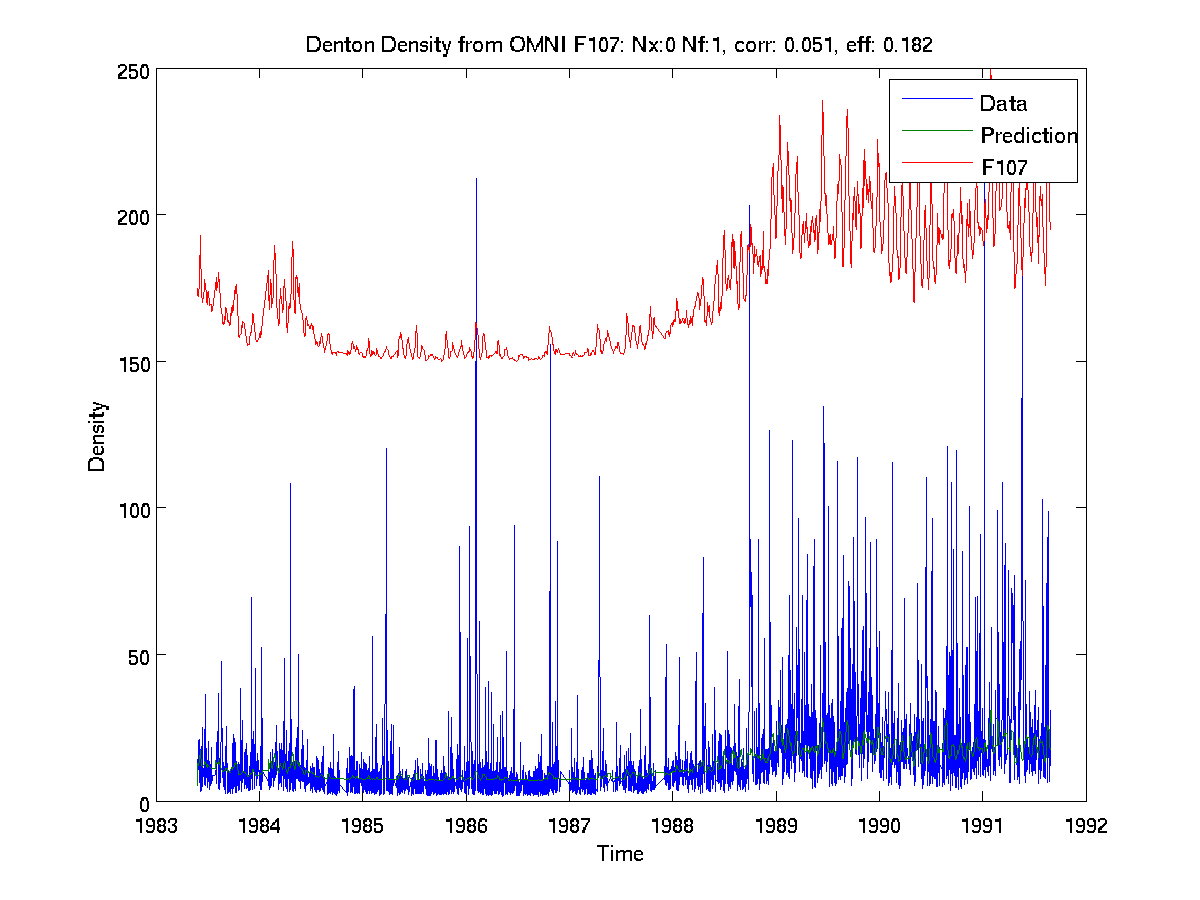 Denton Density from OMNI F107: Nx:0 Nf:1, corr: 0.051, eff: 0.182
250
200
150
100
50
0
Density
Data
Prediction
F107
1983 1984 1985 1986 1987 1988 1989 1990 1991 1992
Time